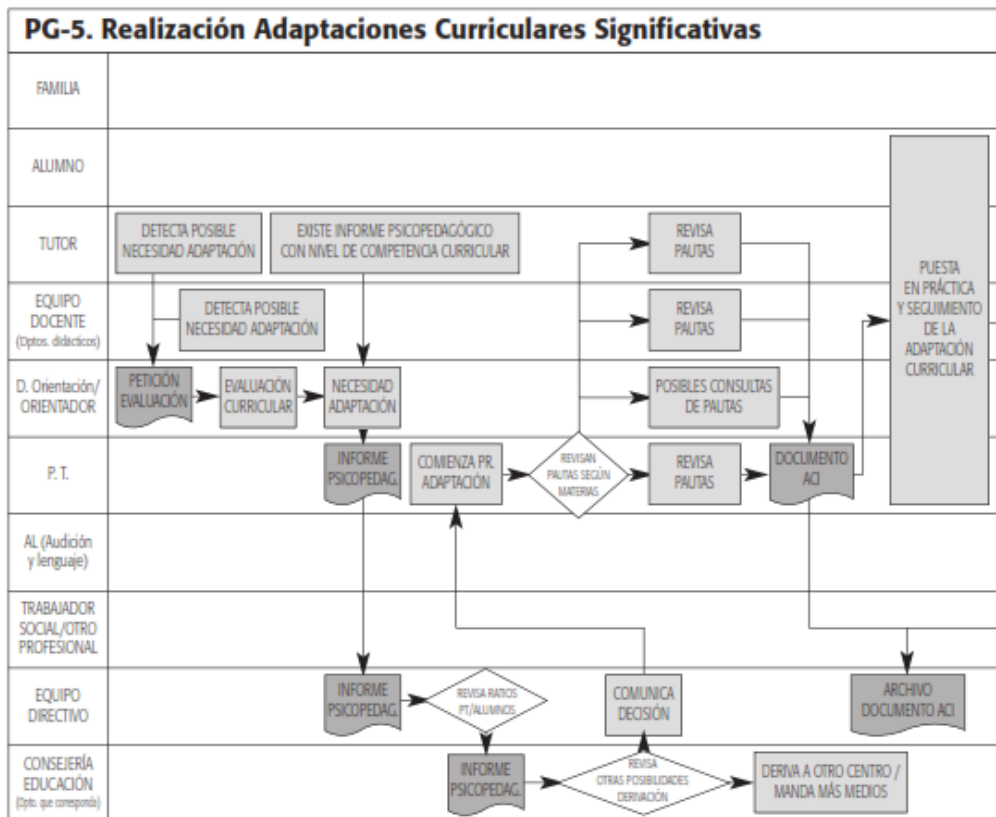 PG-5. Realización Adaptaciones Curriculares Significativas
FAMILIA
ALUMNO
TUTOR
DETECTA POSIBLE
NECESIDAD ADAPTACIÓN
EXISTE INFORME PSICOPEDAGÓGICO
CON NIVEL DE COMPETENCIA CURRICULAR
REVISA
PAUTAS
PUESTA
EN PRÁCTICA
Y SEGUIMIENTO
DE LA
ADAPTACIÓN
CURRICULAR
EQUIPO
DOCENTE
(Dptos. didácticos)
DETECTA POSIBLE
NECESIDAD ADAPTACIÓN
REVISA
PAUTAS
D. Orientación/
ORIENTADOR
PETICIÓN
EVALUACIÓN
EVALUACIÓN
CURRICULAR
NECESIDAD
ADAPTACIÓN
POSIBLES CONSULTAS
DE PAUTAS
P. T.
INFORME
PSICOPEDAG.
COMIENZA PR.
ADAPTACIÓN
REVISAN
PAUTAS SEGÚN
MATERIAS
REVISA
PAUTAS
DOCUMENTO
ACI
AL (Audición
y lenguaje)
TRABAJADOR
SOCIAL/OTRO
PROFESIONAL
EQUIPO
DIRECTIVO
INFORME
PSICOPEDAG.
REVISA RATIOS
PT/ALUMNOS
COMUNICA
DECISIÓN
ARCHIVO
DOCUMENTO ACI
CONSEJERÍA
EDUCACIÓN
(Dpto. que corresponda)
INFORME
PSICOPEDAG.
REVISA
OTRAS POSIBILIDADES
DERIVACIÓN
DERIVA A OTRO CENTRO /
MANDA MÁS MEDIOS